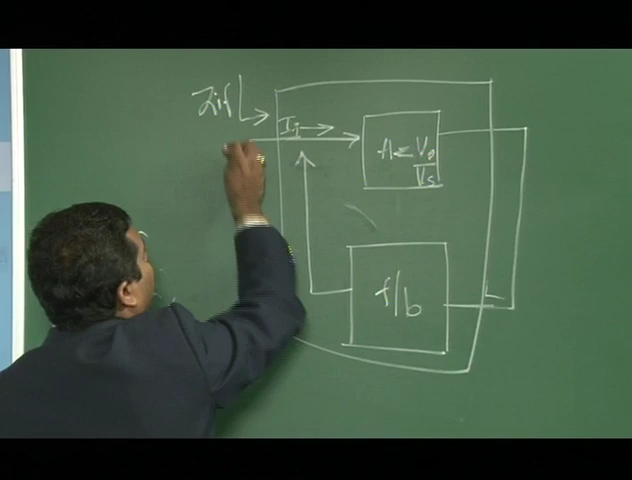 Zif
Ii
A = Vo
Vs
f/b